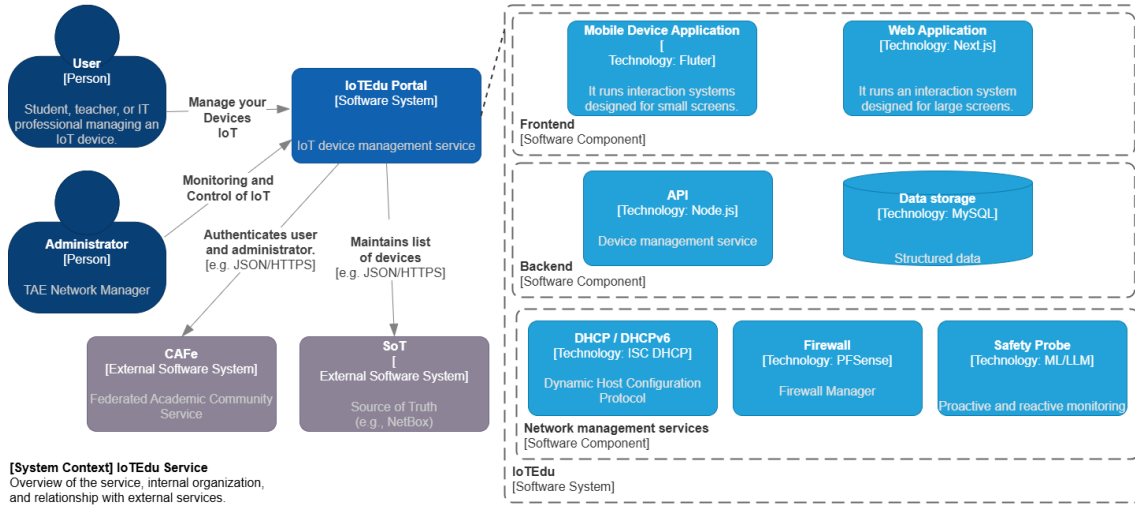 User
[Person]
Student, teacher, or IT
professional managing an
IoT device.
Manage your
Devices
IoT
IoTEdu Portal
[Software System]
IoT device management service
Monitoring and
Control of IoT
Administrator
[Person]
TAE Network Manager
Authenticates user
and administrator.
[e.g. JSON/HTTPS]
Maintains list
of devices
[e.g. JSON/HTTPS]
CAFe
[External Software System]
Federated Academic Community
Service
SoT
[
External Software System]
Source of Truth
(e.g., NetBox)
[System Context] IoTEdu Service
Overview of the service, internal organization,
and relationship with external services.
Mobile Device Application
[
Technology: Fluter]
It runs interaction systems
designed for small screens.
Web Application
[Technology: Next.js]
It runs an interaction system
designed for large screens.
Frontend
[Software Component]
API
[Technology: Node.js]
Device management service
Data storage
[Technology: MySQL]
Structured data
Backend
[Software Component]
DHCP / DHCPv6
[Technology: ISC DHCP]
Dynamic Host Configuration
Protocol
Firewall
[Technology: PFSense]
Firewall Manager
Safety Probe
[Technology: ML/LLM]
Proactive and reactive monitoring.
Network management services
[Software Component]
IoTEdu
[Software System]